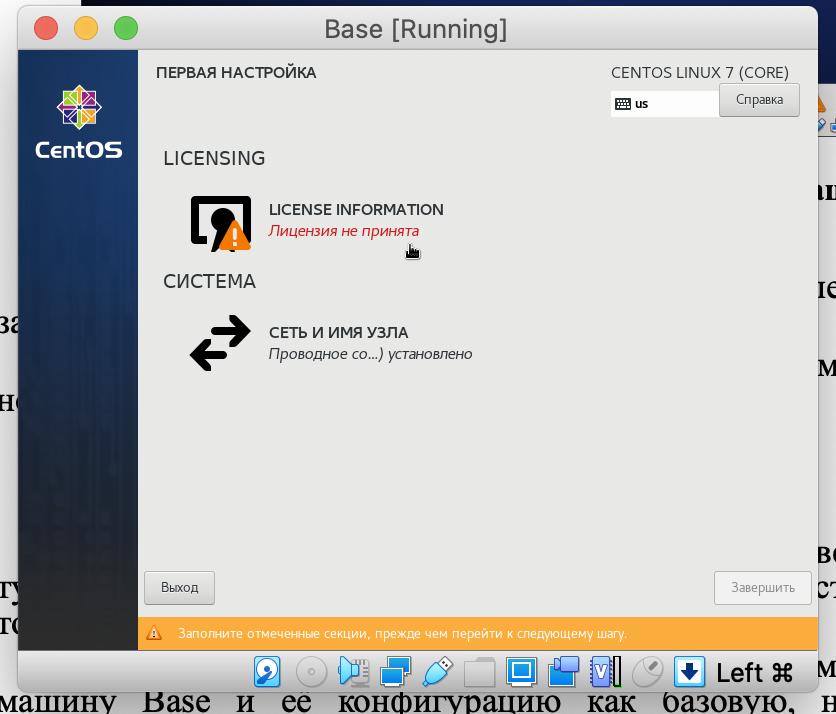 Base [Running]
ПЕРВАЯ НАСТРОЙКА
CENTOS LINUX 7 (CORE)
us
Справка
CentOS
LICENSING
LICENSE INFORMATION
Лицензия не принята
СИСТЕМА
СЕТЬ И ИМЯ УЗЛА
Проводное со...) установлено
Выход
Завершить
Заполните отмеченные секции, прежде чем перейти к следующему шагу.
Left ⌘
машину Base и её конфигурацию как базовую,